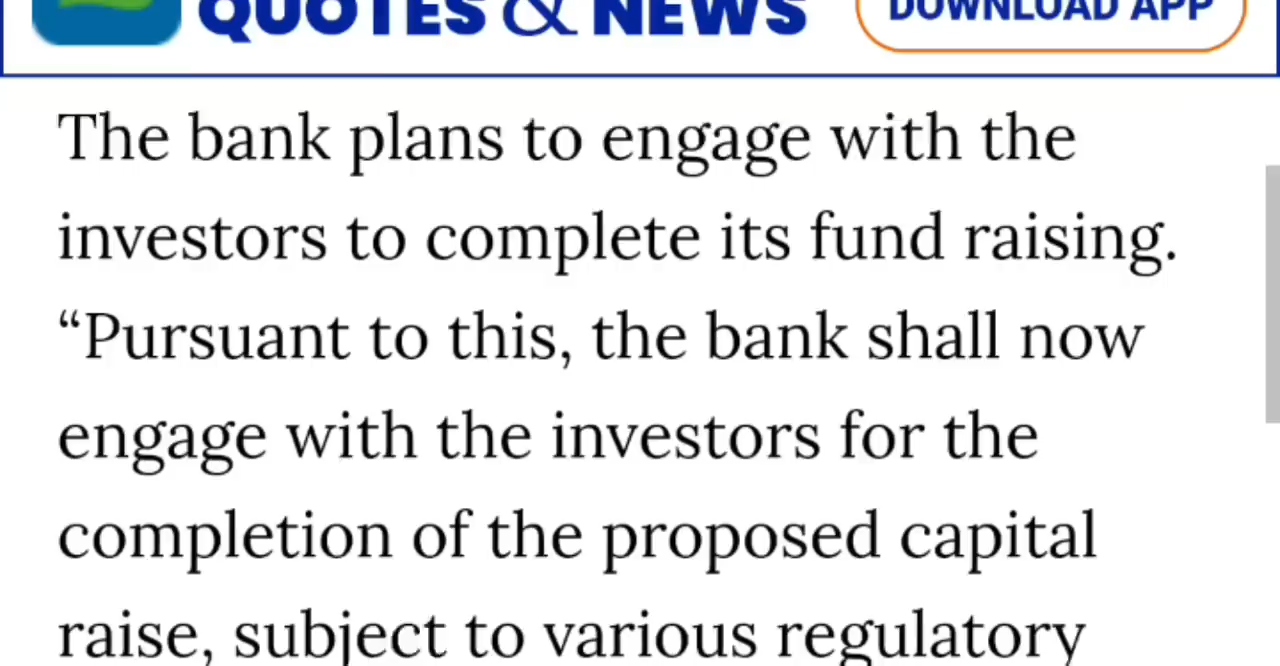 QUOTES & NEWS
DOWNLOAD APP
The bank plans to engage with the
investors to complete its fund raising.
“Pursuant to this, the bank shall now
engage with the investors for the
completion of the proposed capital
raise, subject to various regulatory